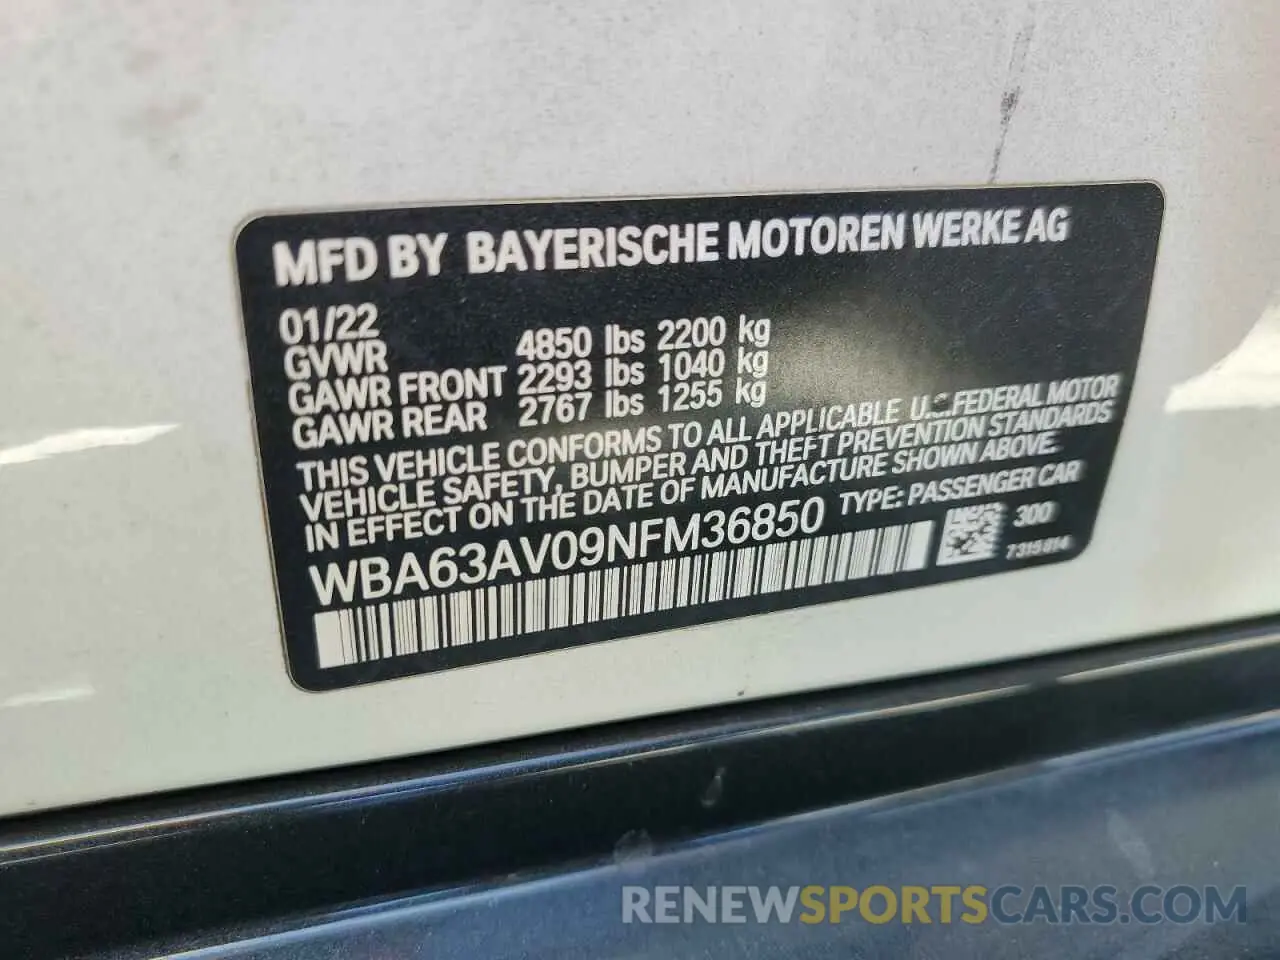 MFD BY BAYERISCHE MOTOREN WERKE AG
01/22
GVWR 4850 lbs 2200 kg
GAWR FRONT 2293 lbs 1040 kg
GAWR REAR 2767 lbs 1255 kg
THIS VEHICLE CONFORMS TO ALL APPLICABLE U.S.FEDERAL MOTOR
VEHICLE SAFETY, BUMPER AND THEFT PREVENTION STANDARDS
IN EFFECT ON THE DATE OF MANUFACTURE SHOWN ABOVE.
WBA63AV09NFM36850 TYPE: PASSENGER CAR
300
7315814
RENEWSPORTSCARS.COM